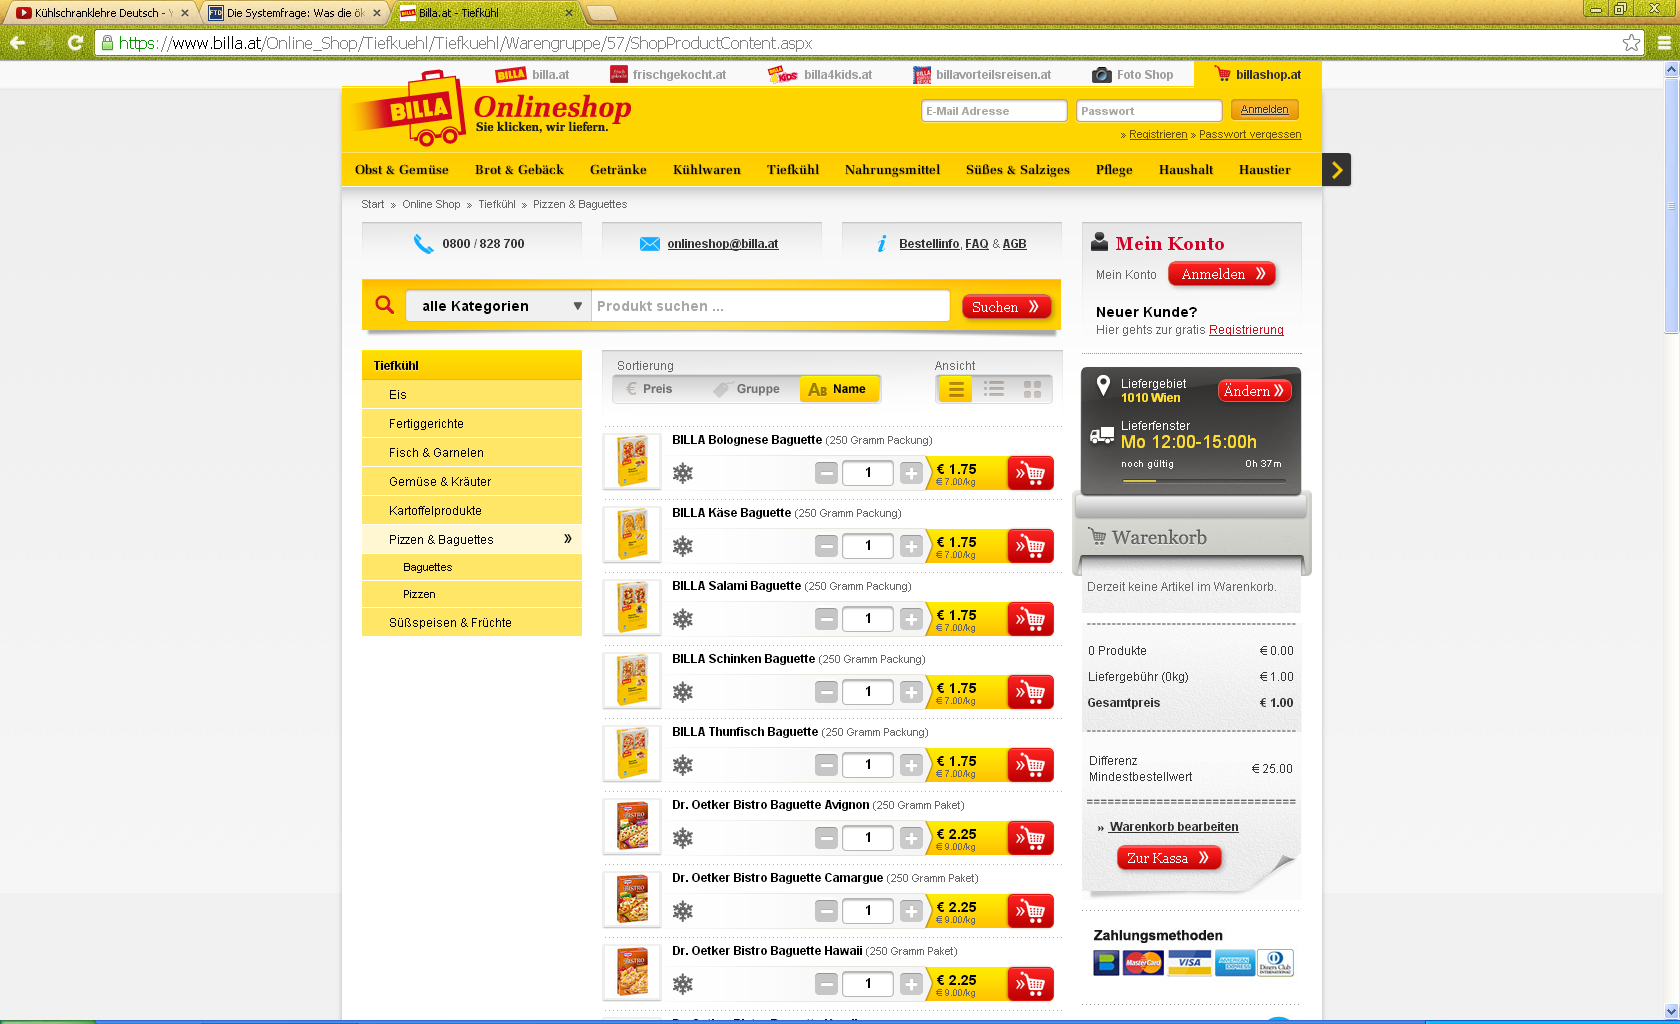 Kühlschranklehre Deutsch - Y
FTD Die Systemfrage: Was die öl
Billa.at - Tiefkühl
https://www.billa.at/Online_Shop/Tiefkuehl/Tiefkuehl/Warengruppe/57/ShopProductContent.aspx
BILLA billa.at
frischgekocht.at
billa4kids.at
billavorteilsreisen.at
Foto Shop
billashop.at
BILLA Onlineshop
Sie klicken, wir liefern.
E-Mail Adresse Passwort Anmelden
» Registrieren » Passwort vergessen
Obst & Gemüse Brot & Gebäck Getränke Kühlwaren Tiefkühl Nahrungsmittel Süßes & Salziges Pflege Haushalt Haustier
Start » Online Shop » Tiefkühl » Pizzen & Baguettes
0800 / 828 700
onlineshop@billa.at
Bestellinfo, FAQ & AGB
alle Kategorien Produkt suchen ... Suchen »
Tiefkühl
Eis
Fertiggerichte
Fisch & Garnelen
Gemüse & Kräuter
Kartoffelprodukte
Pizzen & Baguettes »
Baguettes
Pizzen
Süßspeisen & Früchte
Sortierung Ansicht
€ Preis Gruppe AB Name
BILLA Bolognese Baguette (250 Gramm Packung)
1 € 1.75
€ 7.00/kg
BILLA Käse Baguette (250 Gramm Packung)
1 € 1.75
€ 7.00/kg
BILLA Salami Baguette (250 Gramm Packung)
1 € 1.75
€ 7.00/kg
BILLA Schinken Baguette (250 Gramm Packung)
1 € 1.75
€ 7.00/kg
BILLA Thunfisch Baguette (250 Gramm Packung)
1 € 1.75
€ 7.00/kg
Dr. Oetker Bistro Baguette Avignon (250 Gramm Paket)
1 € 2.25
€ 9.00/kg
Dr. Oetker Bistro Baguette Camargue (250 Gramm Paket)
1 € 2.25
€ 9.00/kg
Dr. Oetker Bistro Baguette Hawaii (250 Gramm Paket)
1 € 2.25
€ 9.00/kg
Mein Konto
Mein Konto Anmelden »
Neuer Kunde?
Hier gehts zur gratis Registrierung
Liefergebiet
1010 Wien
Ändern »
Lieferfenster
Mo 12:00-15:00h
noch gültig 0h 37m
Warenkorb
Derzeit keine Artikel im Warenkorb.
0 Produkte € 0.00
Liefergebühr (0kg) € 1.00
Gesamtpreis € 1.00
Differenz
Mindestbestellwert € 25.00
» Warenkorb bearbeiten
Zur Kassa »
Zahlungsmethoden
MasterCard VISA AMERICAN EXPRESS Diners Club INTERNATIONAL